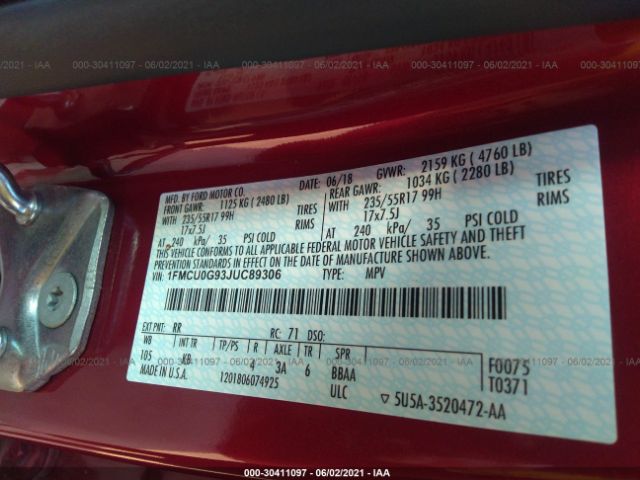 000-30411097 - 06/02/2021 - IAA
MFD. BY FORD MOTOR CO.
DATE: 06/18 GVWR: 2159 KG ( 4760 LB)
FRONT GAWR: 1125 KG ( 2480 LB)
REAR GAWR: 1034 KG ( 2280 LB)
WITH 235/55R17 99H TIRES
WITH 235/55R17 99H TIRES
17x7.5J RIMS
17x7.5J RIMS
AT 240 kPa/ 35 PSI COLD
AT 240 kPa/ 35 PSI COLD
THIS VEHICLE CONFORMS TO ALL APPLICABLE FEDERAL MOTOR VEHICLE SAFETY AND THEFT
PREVENTION STANDARDS IN EFFECT ON THE DATE OF MANUFACTURE SHOWN ABOVE.
VIN: 1FMCU0G93JUC89306 TYPE: MPV
EXT PNT: RR RC: 71 DSO:
WB INT TR TP/PS R AXLE TR SPR
105 KB 4 3A 6 BBAA
MADE IN U.S.A. 1201806074925 ULC
F0075
T0371
5U5A-3520472-AA
000-30411097 - 06/02/2021 - IAA